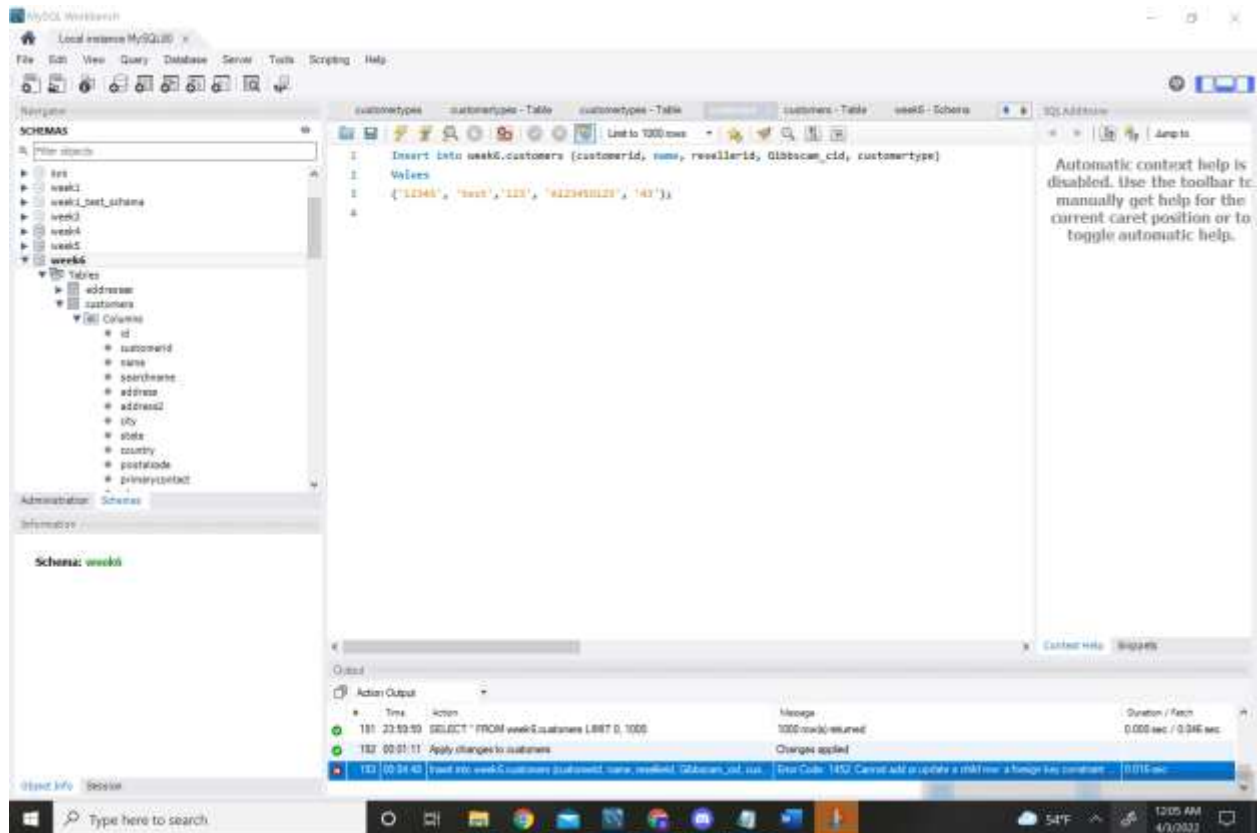 MySQL Workbench
Local instance MySQL80
File Edit View Query Database Server Tools Scripting Help
Navigator
SCHEMAS
Filter objects
week1
week1_text_schema
week3
week4
week5
week6
Tables
addresses
customers
Columns
id
customerid
name
searchname
address
address2
city
state
country
postalcode
primarycontact
Administration Schemas
Information
Schema: week6
Object Info Session
customertypes customertypes - Table customertypes - Table customers - Table week6 - Schema
Limit to 1000 rows
1 Insert into week6.customers (customerid, name, resellerid, Gibbscam_cid, customertype)
2 Values
3 ('12345', 'test','123', '43');
4
SQL Additions
Jump to
Automatic context help is
disabled. Use the toolbar to
manually get help for the
current caret position or to
toggle automatic help.
Context Help Snippets
Output
Action Output
# Time Action Message Duration / Fetch
181 23:59:59 SELECT * FROM week6.customers LIMIT 0, 1000 1000 row(s) returned 0.000 sec / 0.046 sec
182 00:01:11 Apply changes to customers Changes applied
183 00:04:43 Insert into week6.customers (customerid, name, resellerid, Gibbscam_cid, cus... Error Code: 1452. Cannot add or update a child row: a foreign key constraint ... 0.016 sec
Type here to search
54°F
12:05 AM
4/3/2022